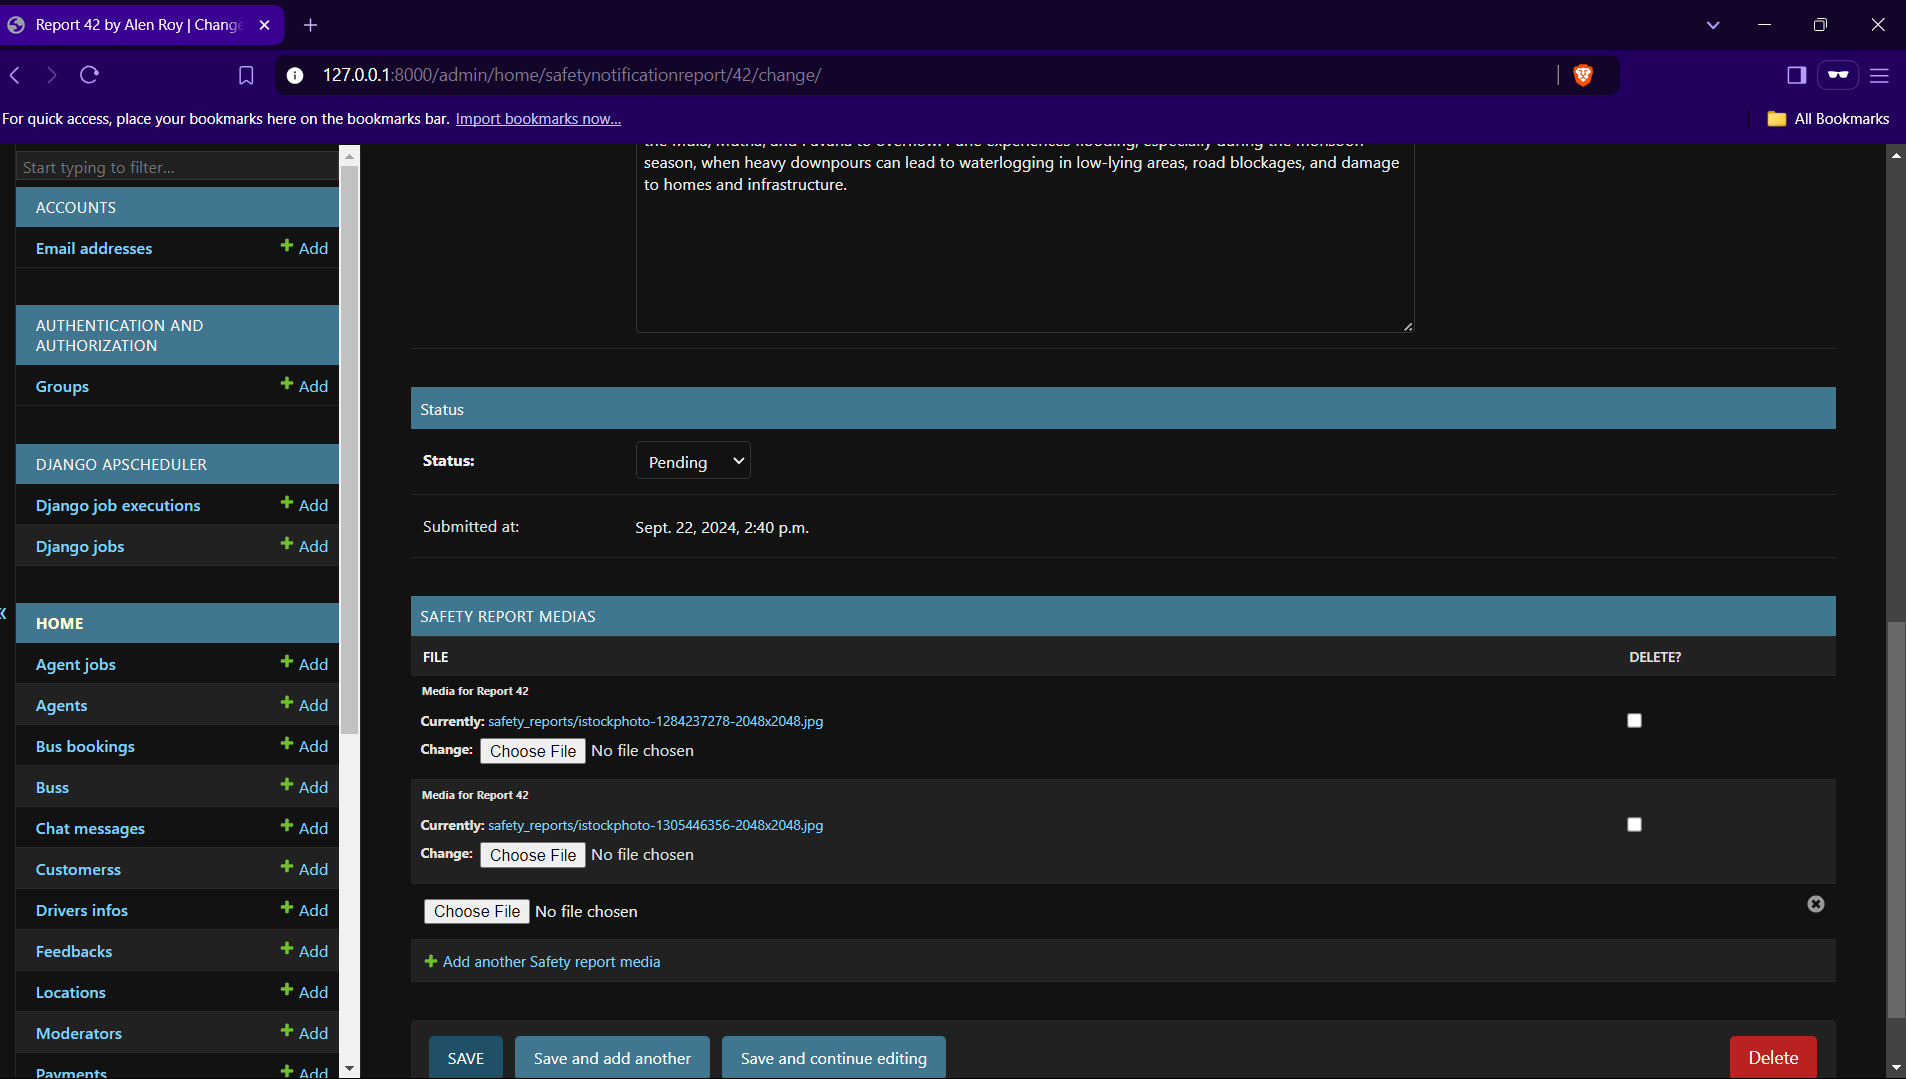 Report 42 by Alen Roy | Change
127.0.0.1:8000/admin/home/safetynotificationreport/42/change/
For quick access, place your bookmarks here on the bookmarks bar. Import bookmarks now...
All Bookmarks
Start typing to filter...
ACCOUNTS
Email addresses
Add
AUTHENTICATION AND
AUTHORIZATION
Groups
Add
DJANGO APSCHEDULER
Django job executions
Add
Django jobs
Add
HOME
Agent jobs
Add
Agents
Add
Bus bookings
Add
Buss
Add
Chat messages
Add
Customerss
Add
Drivers infos
Add
Feedbacks
Add
Locations
Add
Moderators
Add
Payments
Add
season, when heavy downpours can lead to waterlogging in low-lying areas, road blockages, and damage
to homes and infrastructure.
Status
Status:
Pending
Submitted at:
Sept. 22, 2024, 2:40 p.m.
SAFETY REPORT MEDIAS
FILE
DELETE?
Media for Report 42
Currently: safety_reports/istockphoto-1284237278-2048x2048.jpg
Change: Choose File No file chosen
Media for Report 42
Currently: safety_reports/istockphoto-1305446356-2048x2048.jpg
Change: Choose File No file chosen
Choose File No file chosen
Add another Safety report media
SAVE
Save and add another
Save and continue editing
Delete